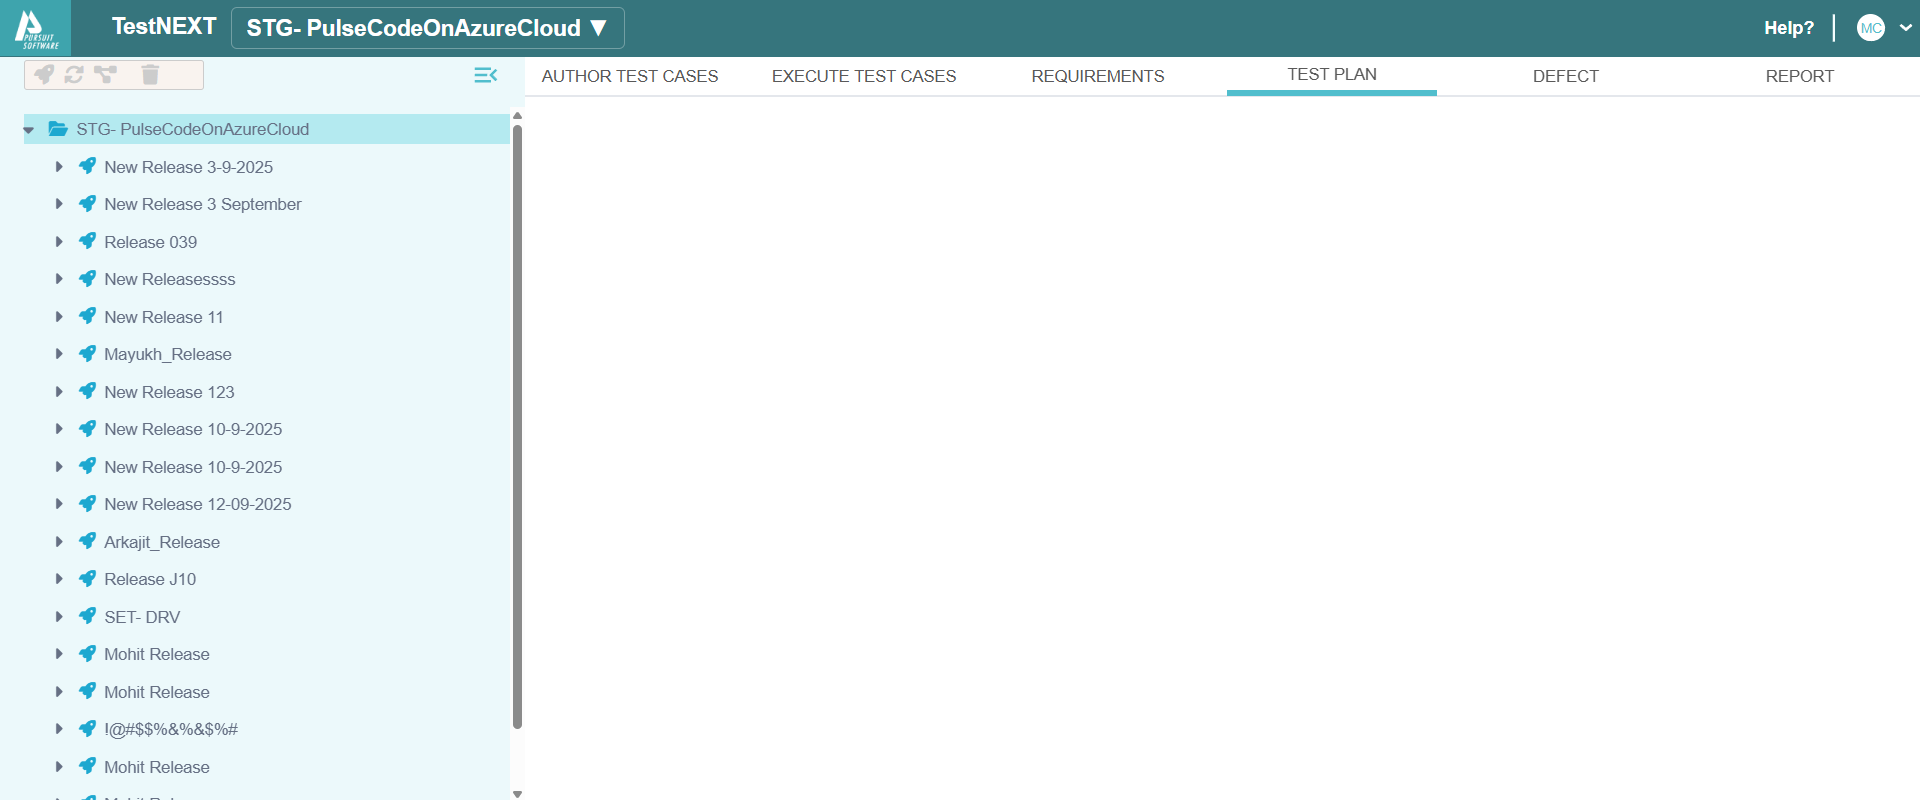 PURSUIT
SOFTWARE
TestNEXT
STG- PulseCodeOnAzureCloud ▼
Help?
MC
AUTHOR TEST CASES
EXECUTE TEST CASES
REQUIREMENTS
TEST PLAN
DEFECT
REPORT
STG- PulseCodeOnAzureCloud
New Release 3-9-2025
New Release 3 September
Release 039
New Releasessss
New Release 11
Mayukh_Release
New Release 123
New Release 10-9-2025
New Release 10-9-2025
New Release 12-09-2025
Arkajit_Release
Release J10
SET- DRV
Mohit Release
Mohit Release
!@#$$%&%&$%#
Mohit Release